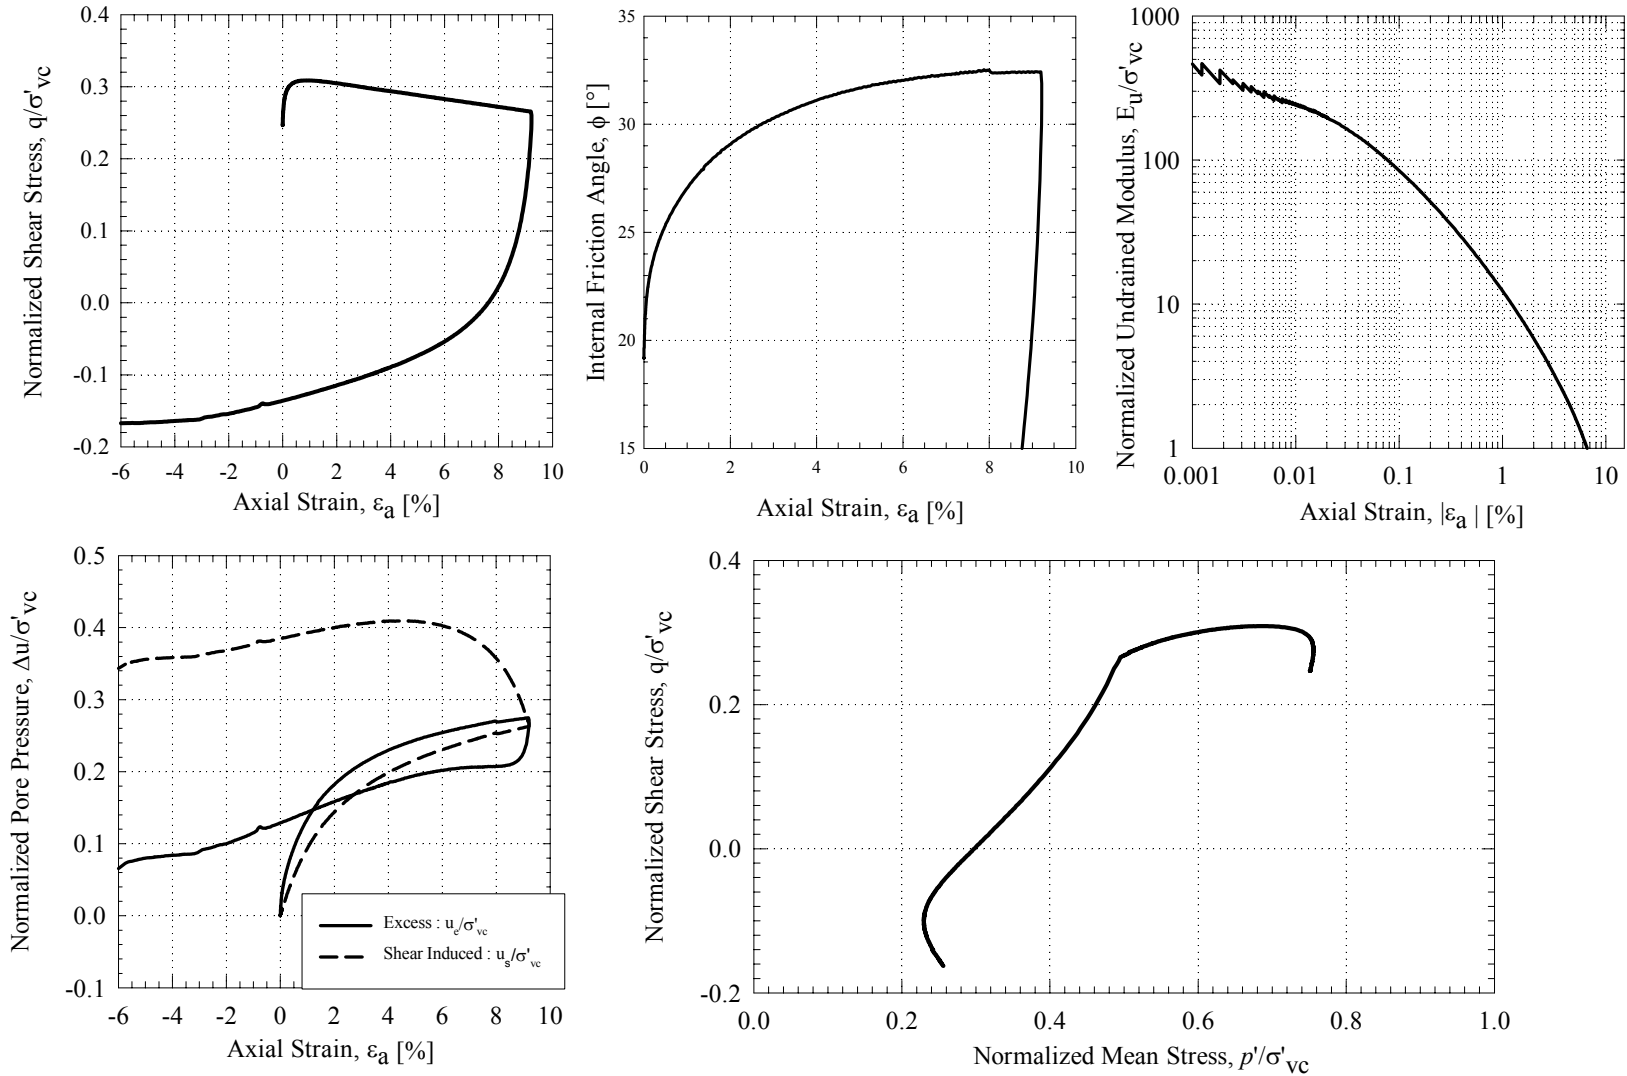 Normalized Shear Stress, q/σ'vc
0.4
0.3
0.2
0.1
0.0
-0.1
-0.2
-6 -4 -2 0 2 4 6 8 10
Axial Strain, εa [%]
Internal Friction Angle, ϕ [°]
35
30
25
20
15
0 2 4 6 8 10
Axial Strain, εa [%]
Normalized Undrained Modulus, Eu/σ'vc
1000
100
10
1
0.001 0.01 0.1 1 10
Axial Strain, |εa | [%]
Normalized Pore Pressure, Δu/σ'vc
0.5
0.4
0.3
0.2
0.1
0.0
-0.1
-6 -4 -2 0 2 4 6 8 10
Axial Strain, εa [%]
Excess : ue/σ'vc
Shear Induced : us/σ'vc
Normalized Shear Stress, q/σ'vc
0.4
0.2
0.0
-0.2
0.0 0.2 0.4 0.6 0.8 1.0
Normalized Mean Stress, p'/σ'vc